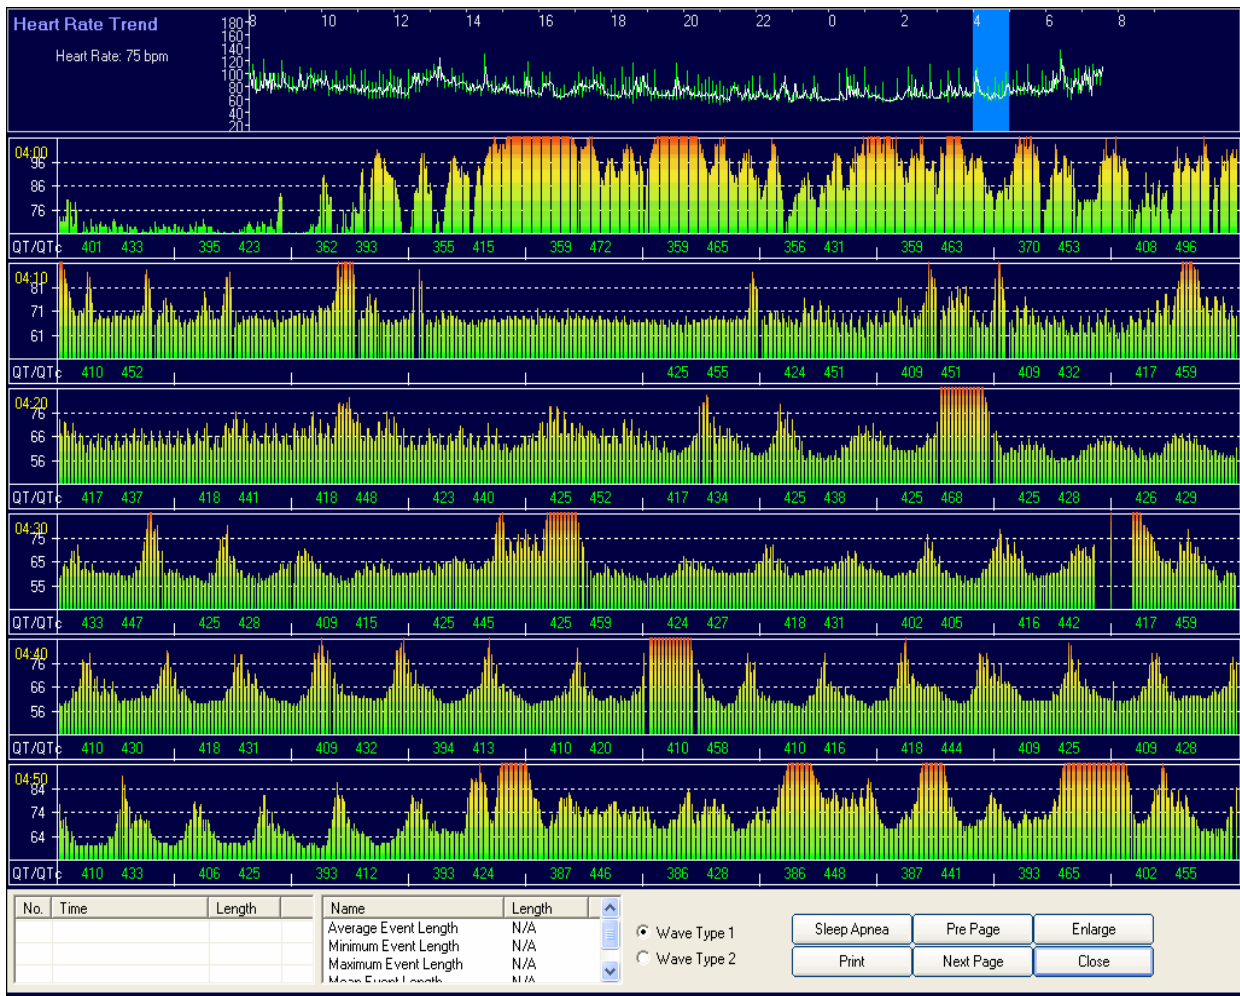 Heart Rate Trend
Heart Rate: 75 bpm
8 10 12 14 16 18 20 22 0 2 4 6 8
180
160
140
120
100
80
60
40
20
04:00
96
86
76
QT/QTc 401 433 395 423 362 393 355 415 359 472 359 465 356 431 359 463 370 453 408 496
04:10
81
71
61
QT/QTc 410 452 425 455 424 451 409 451 409 432 417 459
04:20
76
66
56
QT/QTc 417 437 418 441 418 448 423 440 425 452 417 434 425 438 425 468 425 428 426 429
04:30
75
65
55
QT/QTc 433 447 425 428 409 415 425 445 425 459 424 427 418 431 402 405 416 442 417 459
04:40
76
66
56
QT/QTc 410 430 418 431 409 432 394 413 410 420 410 458 410 416 418 444 409 425 409 428
04:50
84
74
64
QT/QTc 410 433 406 425 393 412 393 424 387 446 386 428 386 448 387 441 393 465 402 455
No. Time Length
Name Length
Average Event Length N/A
Minimum Event Length N/A
Maximum Event Length N/A
Mean Event Length N/A
Wave Type 1
Wave Type 2
Sleep Apnea Pre Page Enlarge
Print Next Page Close